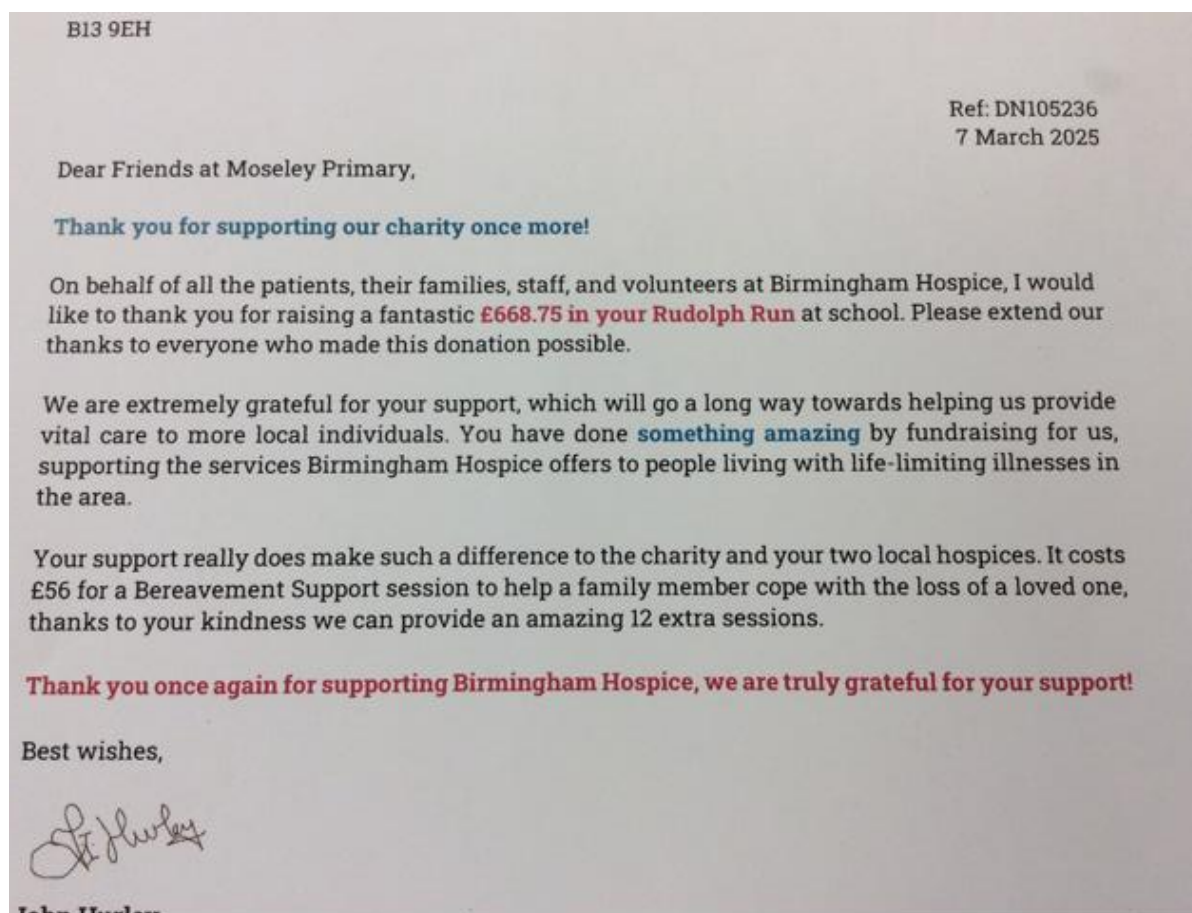 B13 9EH
Ref: DN105236
7 March 2025
Dear Friends at Moseley Primary,
Thank you for supporting our charity once more!
On behalf of all the patients, their families, staff, and volunteers at Birmingham Hospice, I would
like to thank you for raising a fantastic £668.75 in your Rudolph Run at school. Please extend our
thanks to everyone who made this donation possible.
We are extremely grateful for your support, which will go a long way towards helping us provide
vital care to more local individuals. You have done something amazing by fundraising for us,
supporting the services Birmingham Hospice offers to people living with life-limiting illnesses in
the area.
Your support really does make such a difference to the charity and your two local hospices. It costs
£56 for a Bereavement Support session to help a family member cope with the loss of a loved one,
thanks to your kindness we can provide an amazing 12 extra sessions.
Thank you once again for supporting Birmingham Hospice, we are truly grateful for your support!
Best wishes,
John Hurley